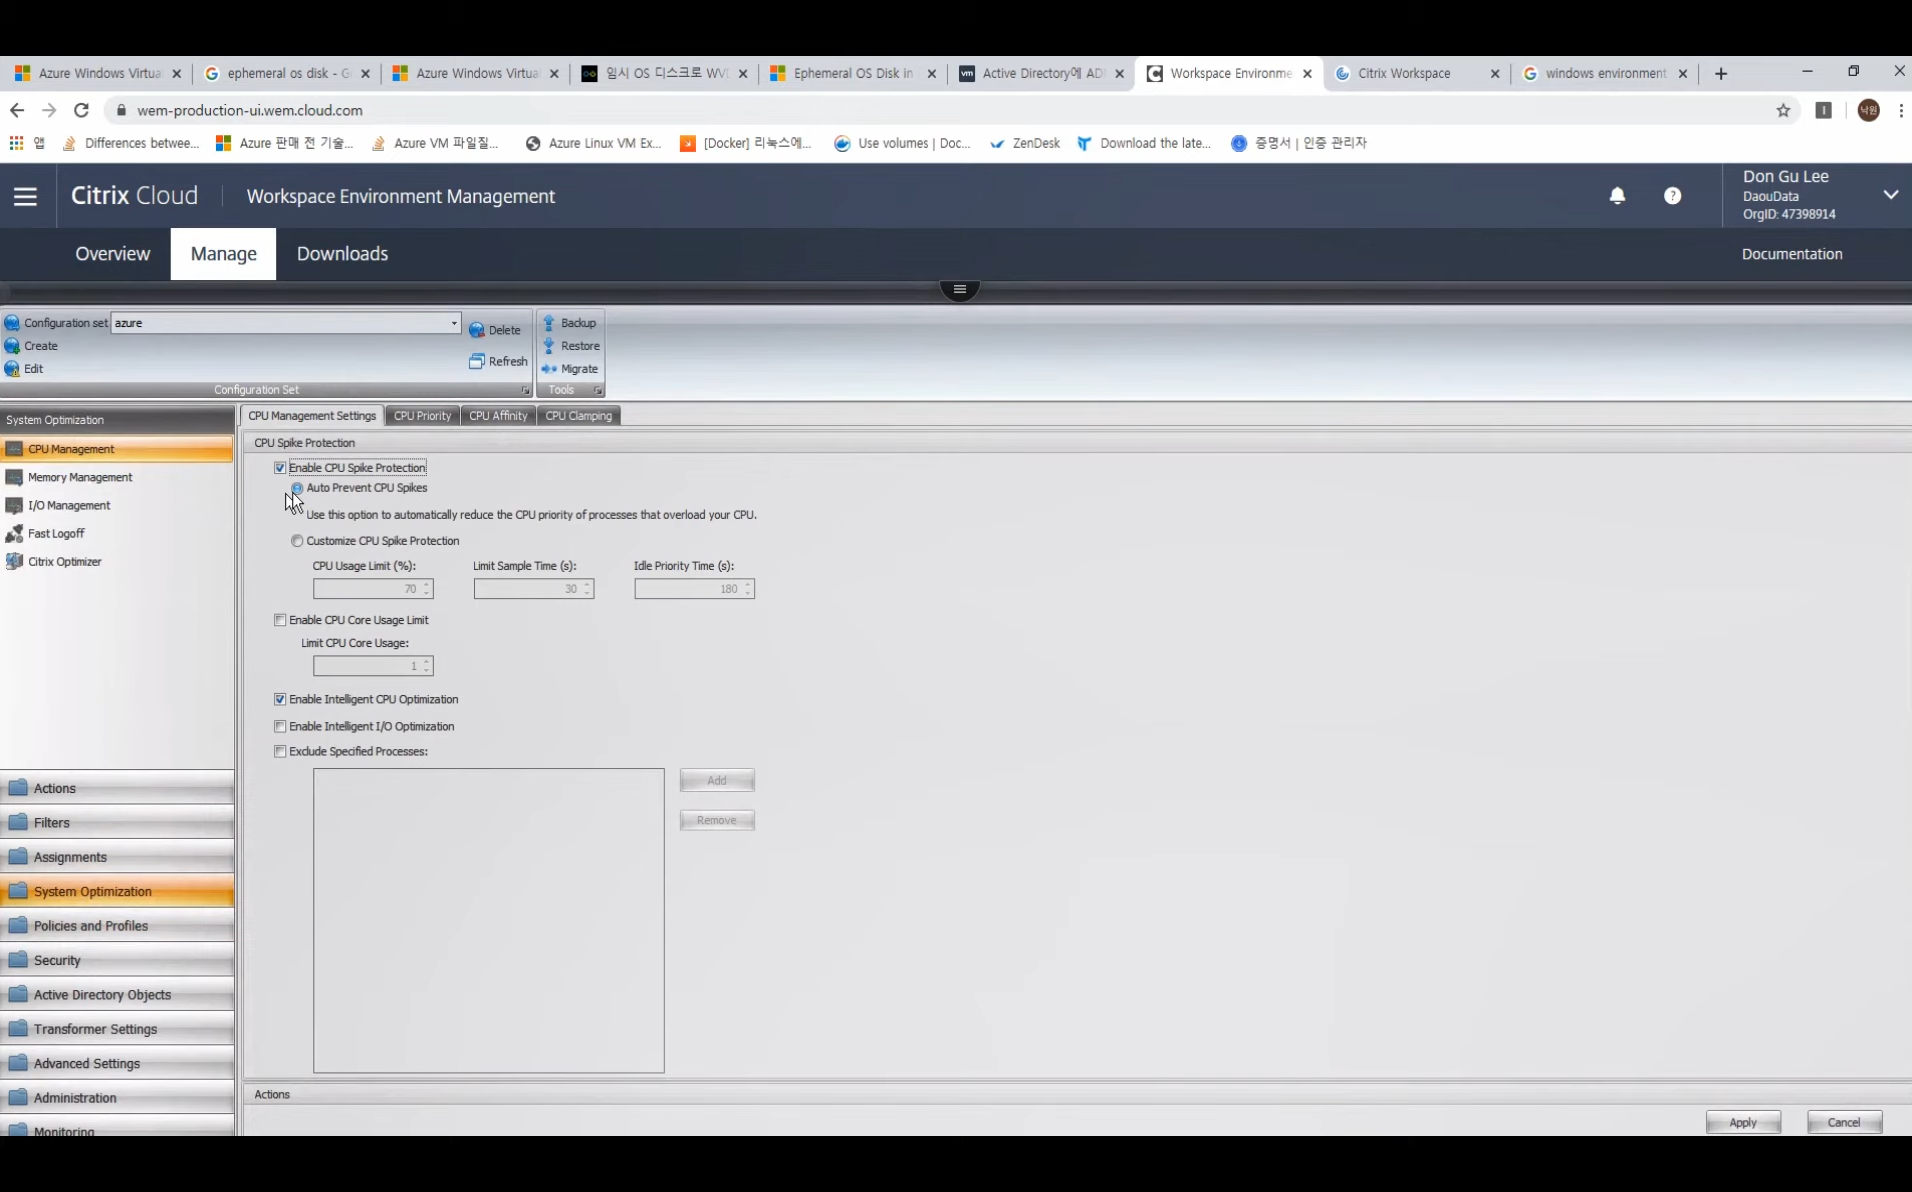 Azure Windows Virtua
ephemeral os disk - G
Azure Windows Virtua
임시 OS 디스크로 WV
Ephemeral OS Disk in
vm Active Directory에 AD
Workspace Environme
Citrix Workspace
windows environment
wem-production-ui.wem.cloud.com
낙원
앱
Differences betwee...
Azure 판매 전 기술...
Azure VM 파일질...
Azure Linux VM Ex...
[Docker] 리눅스에...
Use volumes | Doc...
ZenDesk
Download the late...
증명서 | 인증 관리자
Citrix Cloud
Workspace Environment Management
Don Gu Lee
DaouData
OrgID: 47398914
Overview
Manage
Downloads
Documentation
Configuration set azure
Create
Edit
Delete
Refresh
Configuration Set
Backup
Restore
Migrate
Tools
System Optimization
CPU Management
Memory Management
I/O Management
Fast Logoff
Citrix Optimizer
Actions
Filters
Assignments
System Optimization
Policies and Profiles
Security
Active Directory Objects
Transformer Settings
Advanced Settings
Administration
Monitoring
CPU Management Settings
CPU Priority
CPU Affinity
CPU Clamping
CPU Spike Protection
Enable CPU Spike Protection
Auto Prevent CPU Spikes
Use this option to automatically reduce the CPU priority of processes that overload your CPU.
Customize CPU Spike Protection
CPU Usage Limit (%): Limit Sample Time (s): Idle Priority Time (s):
70 30 180
Enable CPU Core Usage Limit
Limit CPU Core Usage:
1
Enable Intelligent CPU Optimization
Enable Intelligent I/O Optimization
Exclude Specified Processes:
Add
Remove
Actions
Apply
Cancel